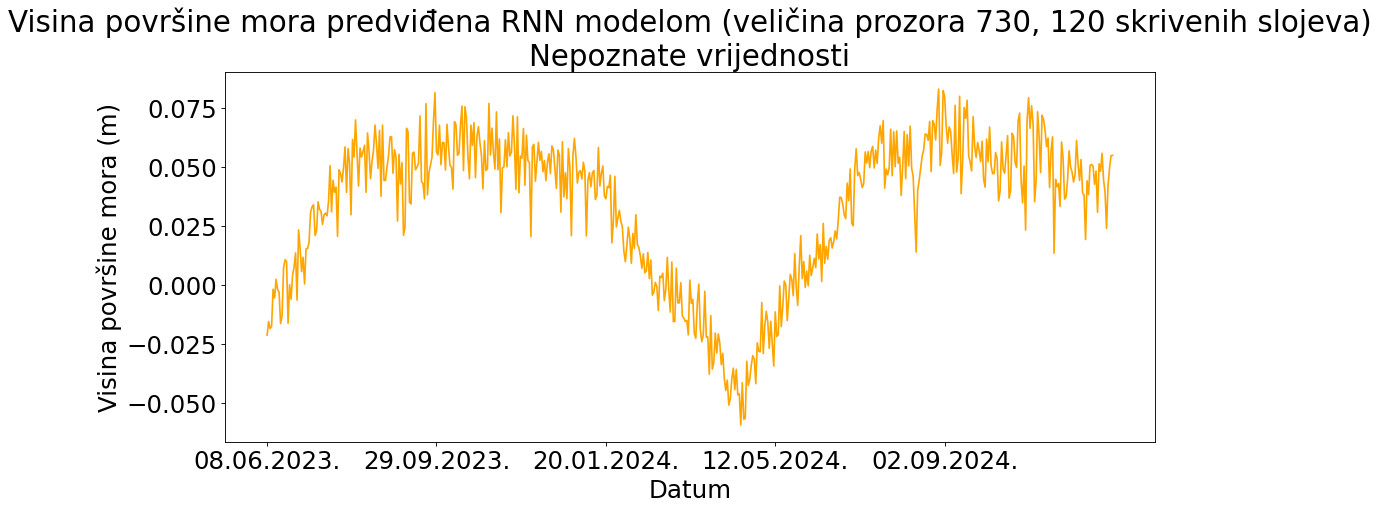 Visina površine mora predviđena RNN modelom (veličina prozora 730, 120 skrivenih slojeva)
Nepoznate vrijednosti
Visina površine mora (m)
0.075
0.050
0.025
0.000
−0.025
−0.050
08.06.2023. 29.09.2023. 20.01.2024. 12.05.2024. 02.09.2024.
Datum